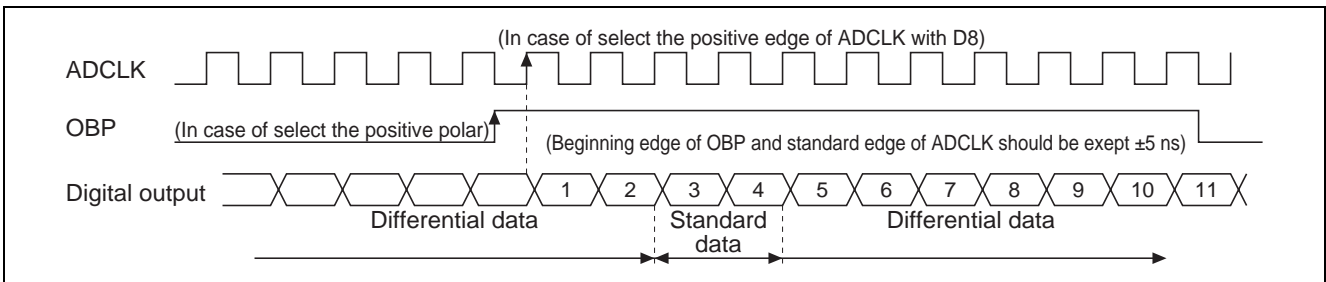 (In case of select the positive edge of ADCLK with D8)
ADCLK
OBP
(In case of select the positive polar)
(Beginning edge of OBP and standard edge of ADCLK should be exept ±5 ns)
Digital output
1 2 3 4 5 6 7 8 9 10 11
Differential data
Standard
data
Differential data